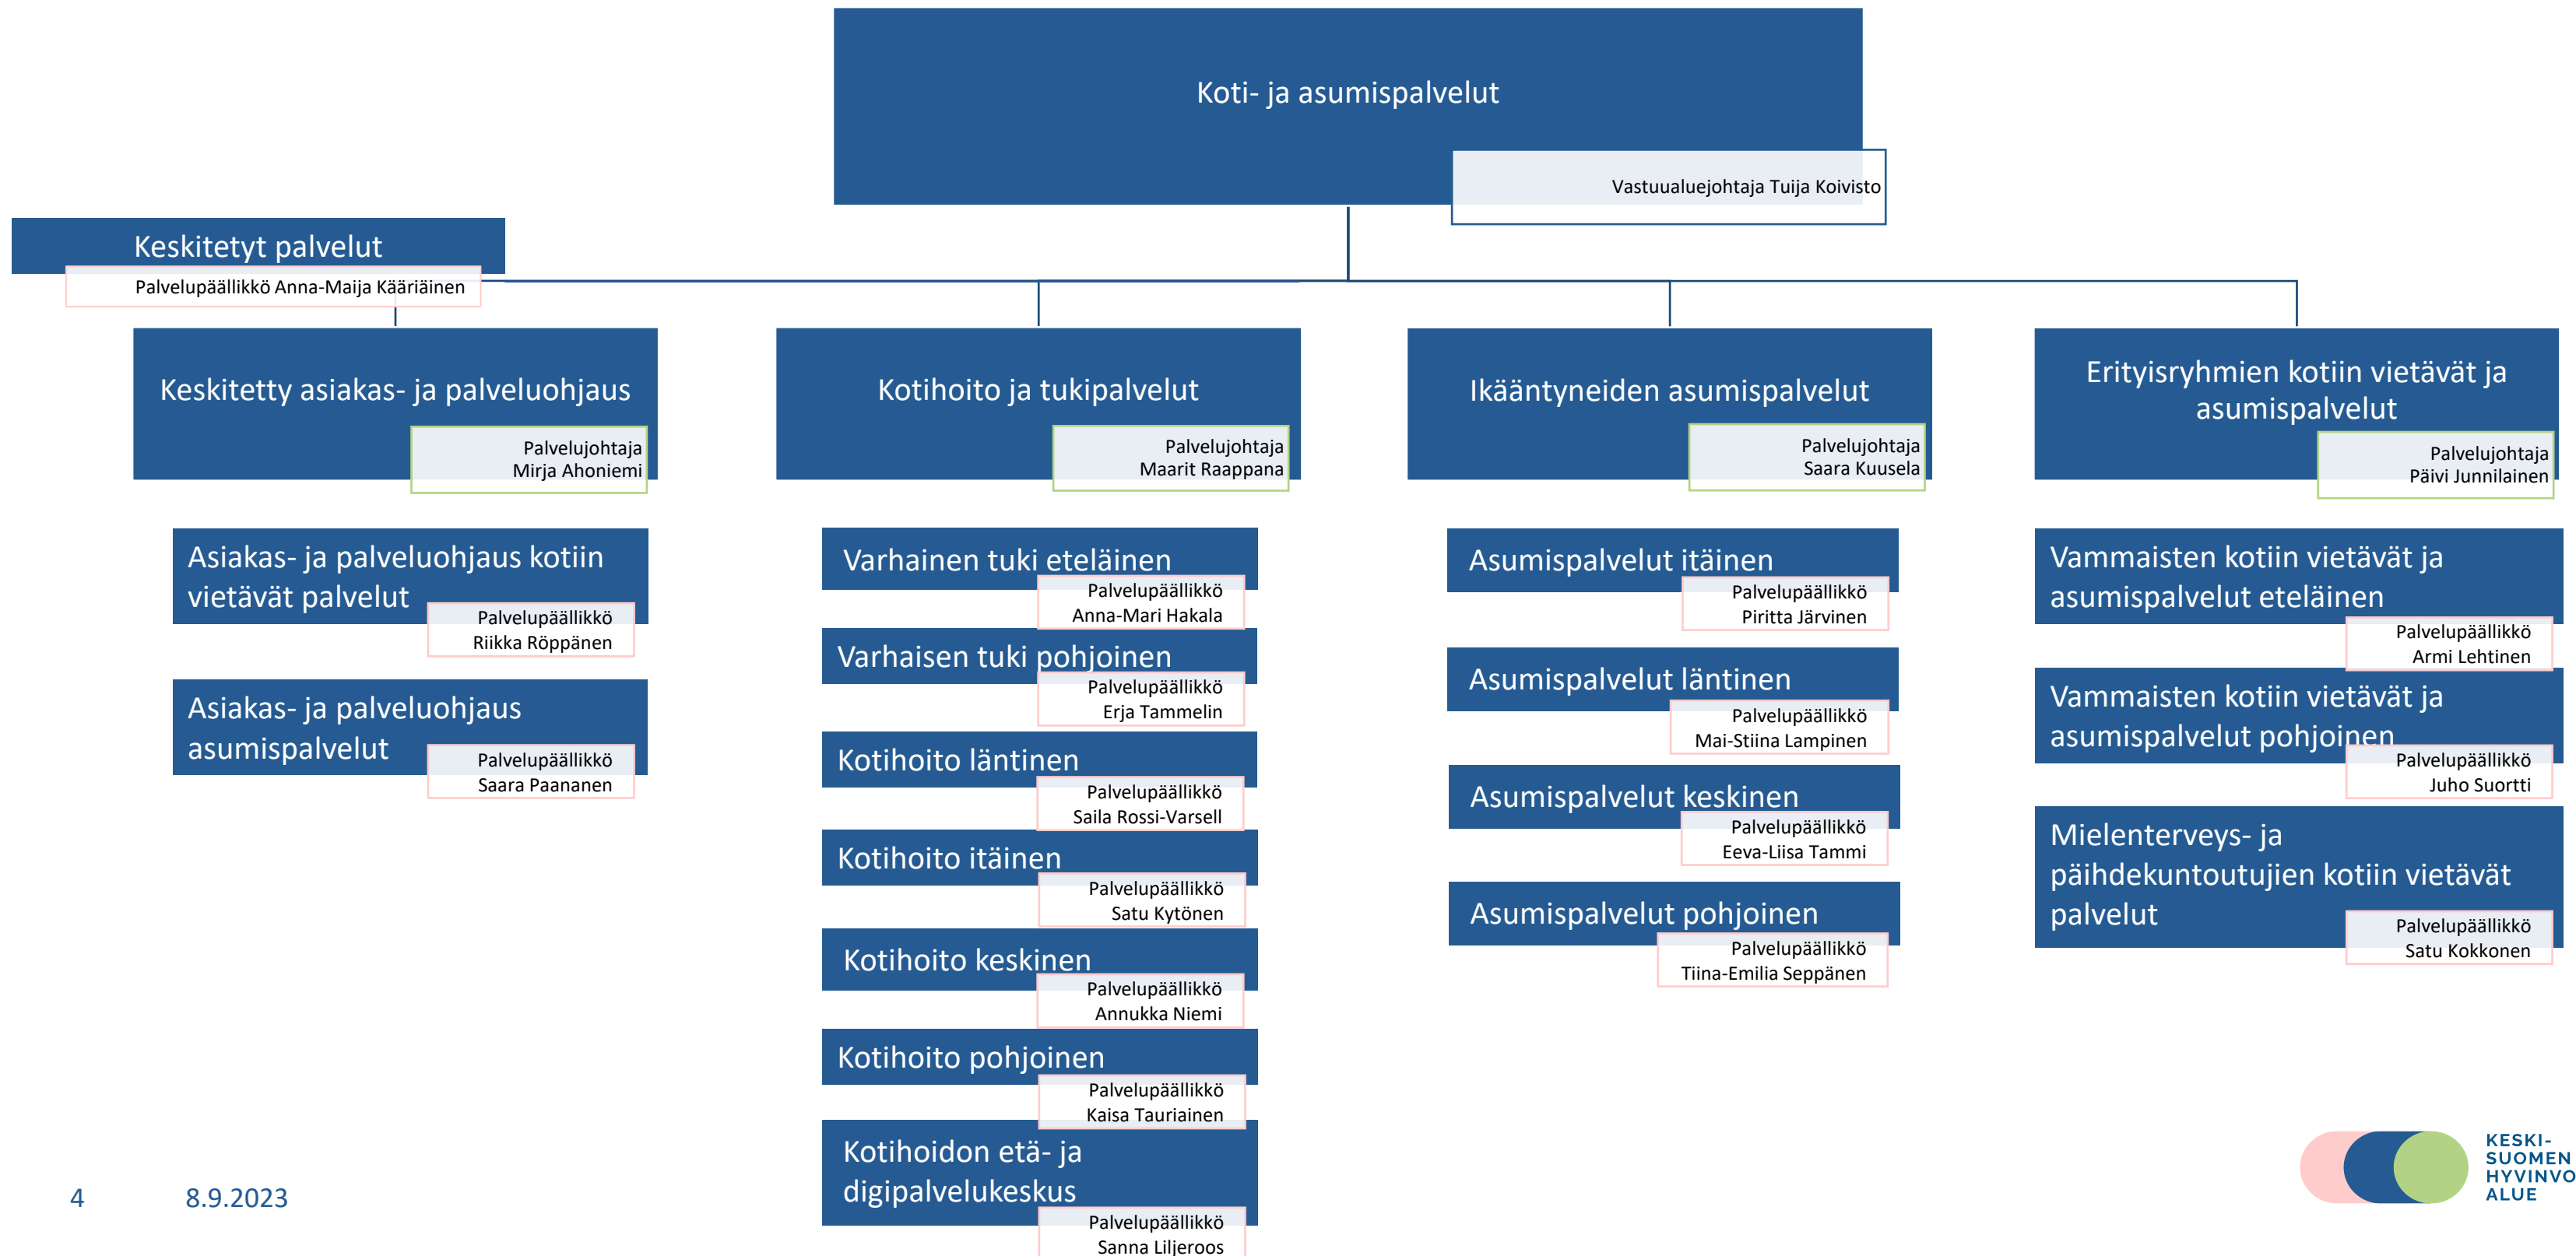 Koti- ja asumispalvelut
Vastuualuejohtaja Tuija Koivisto
Keskitetyt palvelut
Palvelupäällikkö Anna-Maija Kääriäinen
Keskitetty asiakas- ja palveluohjaus
Palvelujohtaja
Mirja Ahoniemi
Asiakas- ja palveluohjaus kotiin
vietävät palvelut
Palvelupäällikkö
Riikka Röppänen
Asiakas- ja palveluohjaus
asumispalvelut
Palvelupäällikkö
Saara Paananen
Kotihoito ja tukipalvelut
Palvelujohtaja
Maarit Raappana
Varhainen tuki eteläinen
Palvelupäällikkö
Anna-Mari Hakala
Varhaisen tuki pohjoinen
Palvelupäällikkö
Erja Tammelin
Kotihoito läntinen
Palvelupäällikkö
Saila Rossi-Varsell
Kotihoito itäinen
Palvelupäällikkö
Satu Kytönen
Kotihoito keskinen
Palvelupäällikkö
Annukka Niemi
Kotihoito pohjoinen
Palvelupäällikkö
Kaisa Tauriainen
Kotihoidon etä- ja
digipalvelukeskus
Palvelupäällikkö
Sanna Liljeroos
Ikääntyneiden asumispalvelut
Palvelujohtaja
Saara Kuusela
Asumispalvelut itäinen
Palvelupäällikkö
Piritta Järvinen
Asumispalvelut läntinen
Palvelupäällikkö
Mai-Stiina Lampinen
Asumispalvelut keskinen
Palvelupäällikkö
Eeva-Liisa Tammi
Asumispalvelut pohjoinen
Palvelupäällikkö
Tiina-Emilia Seppänen
Erityisryhmien kotiin vietävät ja
asumispalvelut
Palvelujohtaja
Päivi Junnilainen
Vammaisten kotiin vietävät ja
asumispalvelut eteläinen
Palvelupäällikkö
Armi Lehtinen
Vammaisten kotiin vietävät ja
asumispalvelut pohjoinen
Palvelupäällikkö
Juho Suortti
Mielenterveys- ja
päihdekuntoutujien kotiin vietävät
palvelut
Palvelupäällikkö
Satu Kokkonen
4
8.9.2023
KESKI-
SUOMEN
HYVINVO
ALUE